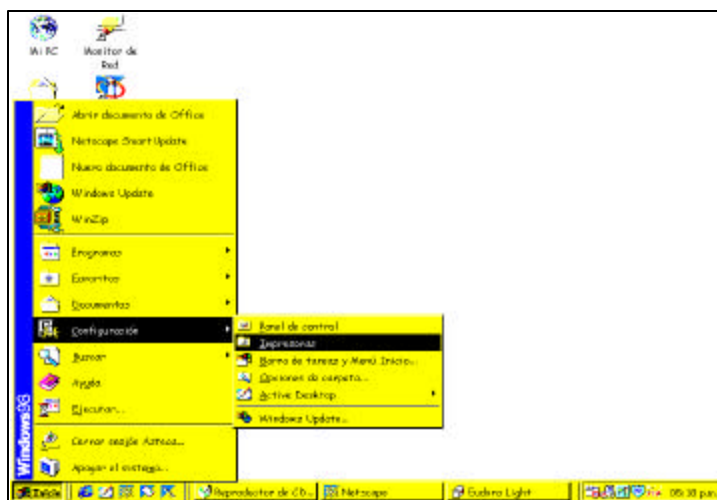 Mi PC
Monitor de
Red
Abrir documento de Office
Netscape SmartUpdate
Nuevo documento de Office
Windows Update
WinZip
Programas
Favoritos
Documentos
Configuración
Buscar
Ayuda
Ejecutar...
Cerrar sesión Azteca...
Apagar el sistema...
Windows98
Panel de control
Impresoras
Barra de tareas y Menú Inicio...
Opciones de carpeta...
Active Desktop
Windows Update...
Inicio
Reproductor de CD...
Netscape
Eudora Light